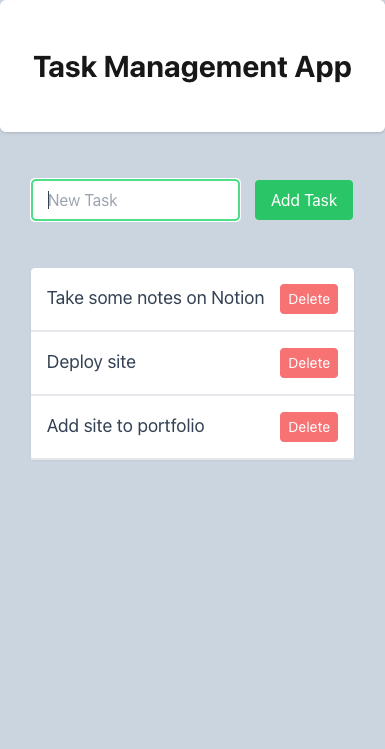 Task Management App
New Task
Add Task
Take some notes on Notion
Delete
Deploy site
Delete
Add site to portfolio
Delete